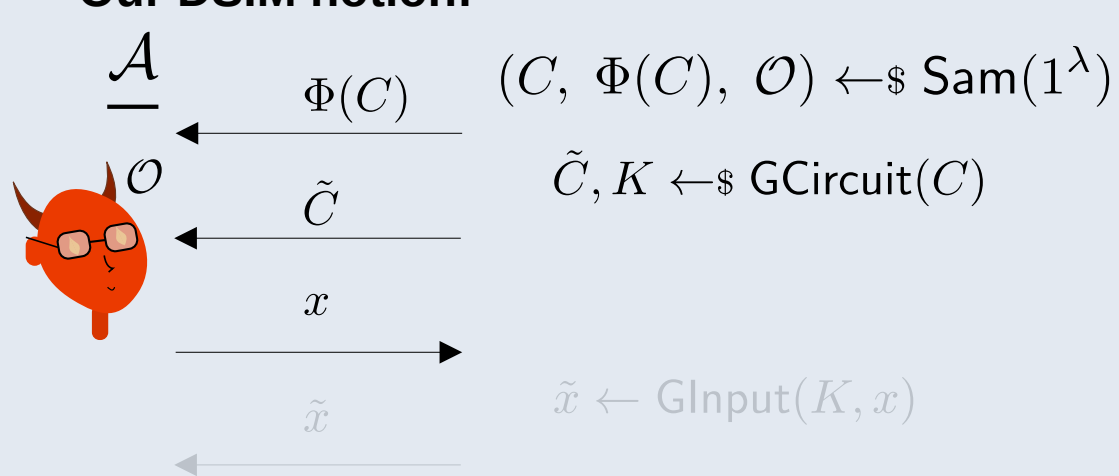 Our DSIM notion:
𝒜
Φ(C)
(C, Φ(C), 𝒪) ←$ Sam(1^λ)
𝒪
C̃
C̃, K ←$ GCircuit(C)
x
x̃
x̃ ← GInput(K, x)